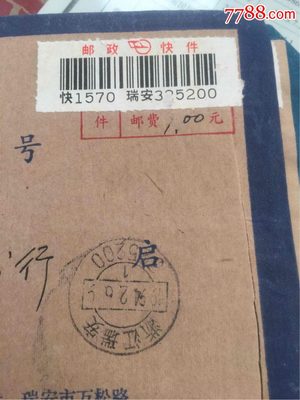 7788.com
邮政 快件
快1570 瑞安325200
件 邮费1.00元
号
行
启
325200
浙江瑞安
瑞安市万松路